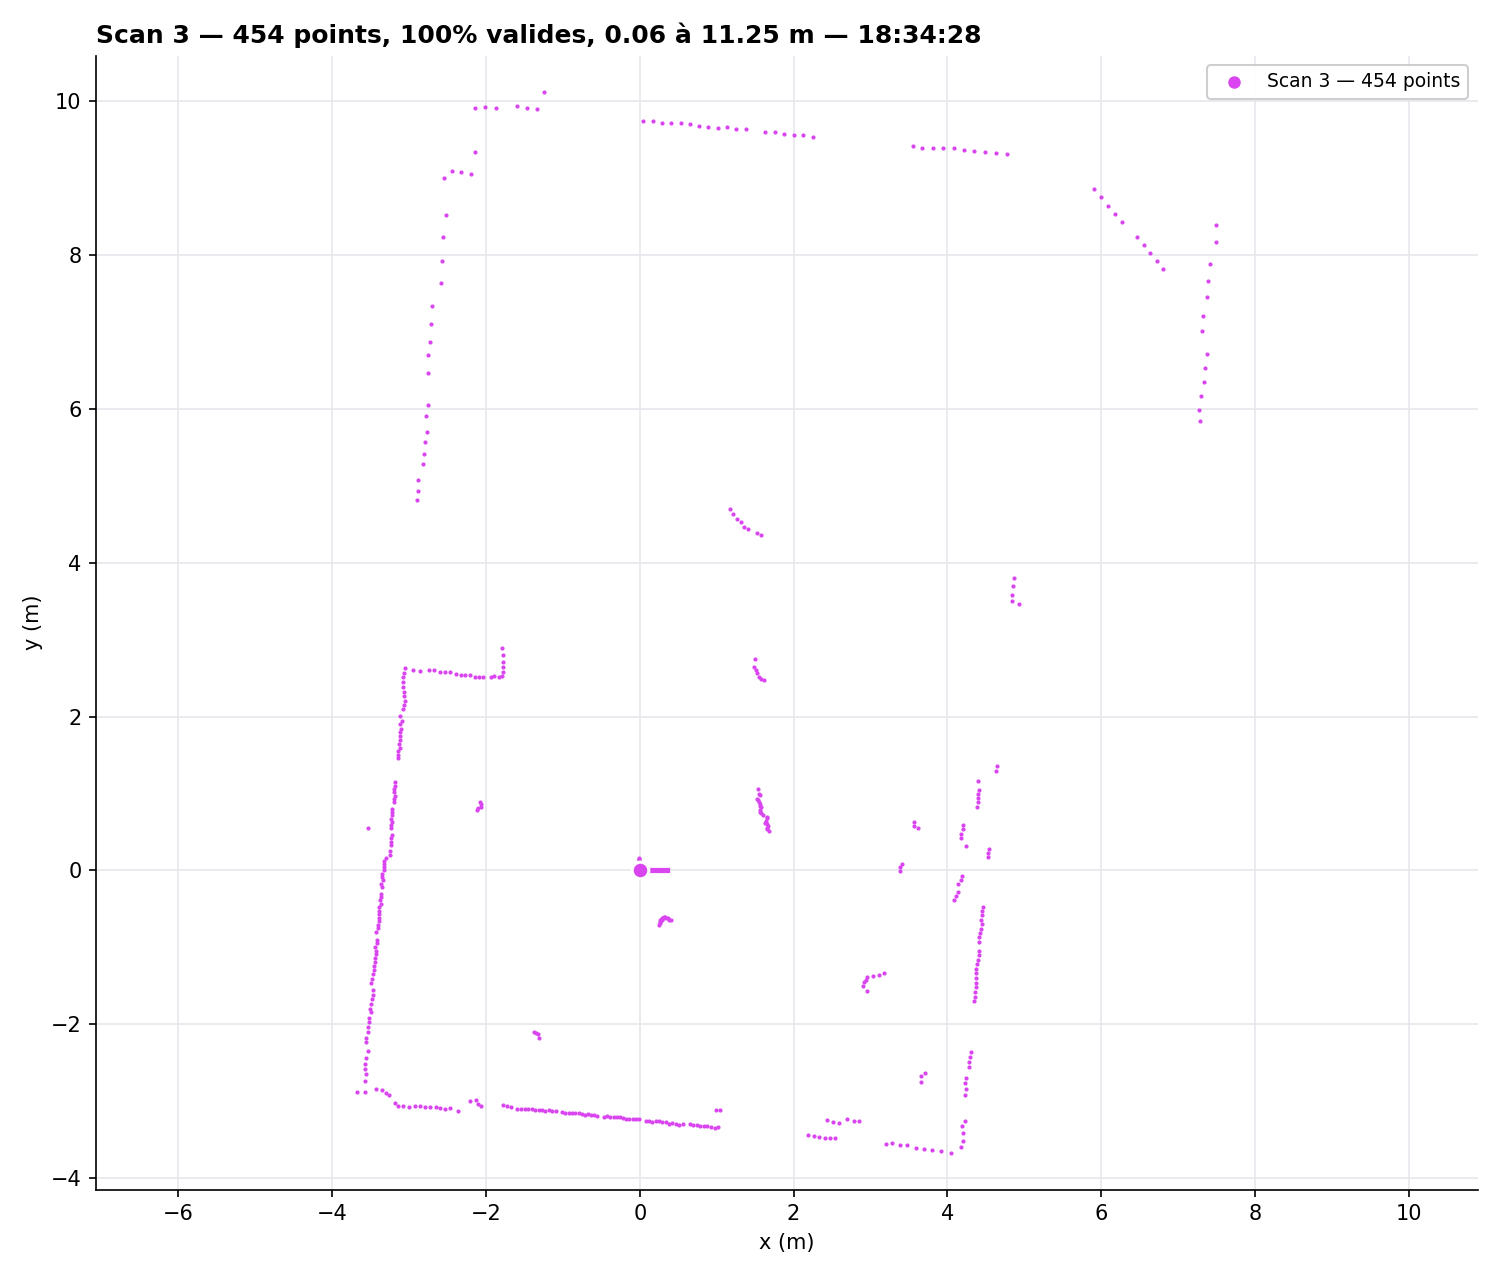 Scan 3 — 454 points, 100% valides, 0.06 à 11.25 m — 18:34:28
Scan 3 — 454 points
10
8
6
4
2
0
−2
−4
y (m)
−6 −4 −2 0 2 4 6 8 10
x (m)